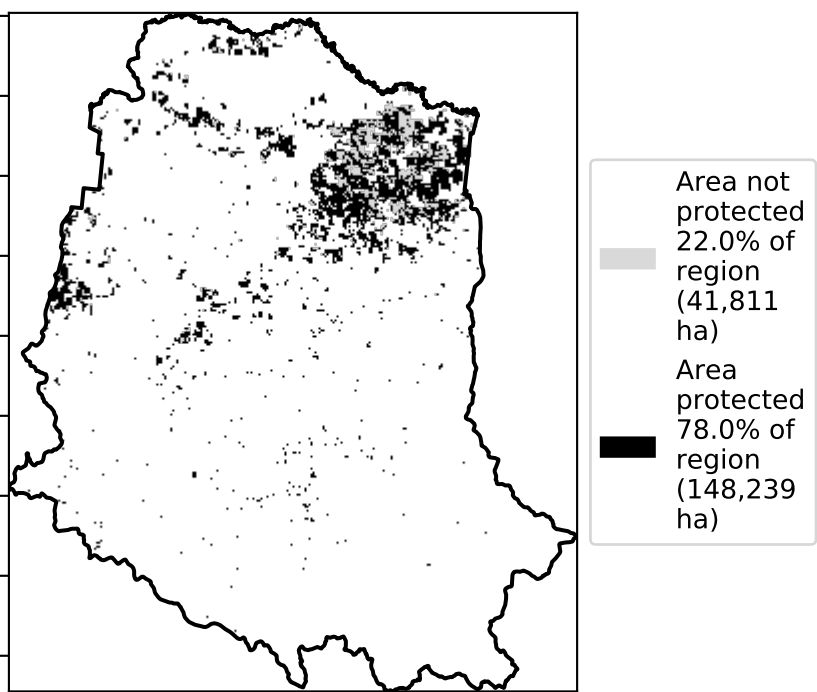 Area not
protected
22.0% of
region
(41,811
ha)
Area
protected
78.0% of
region
(148,239
ha)